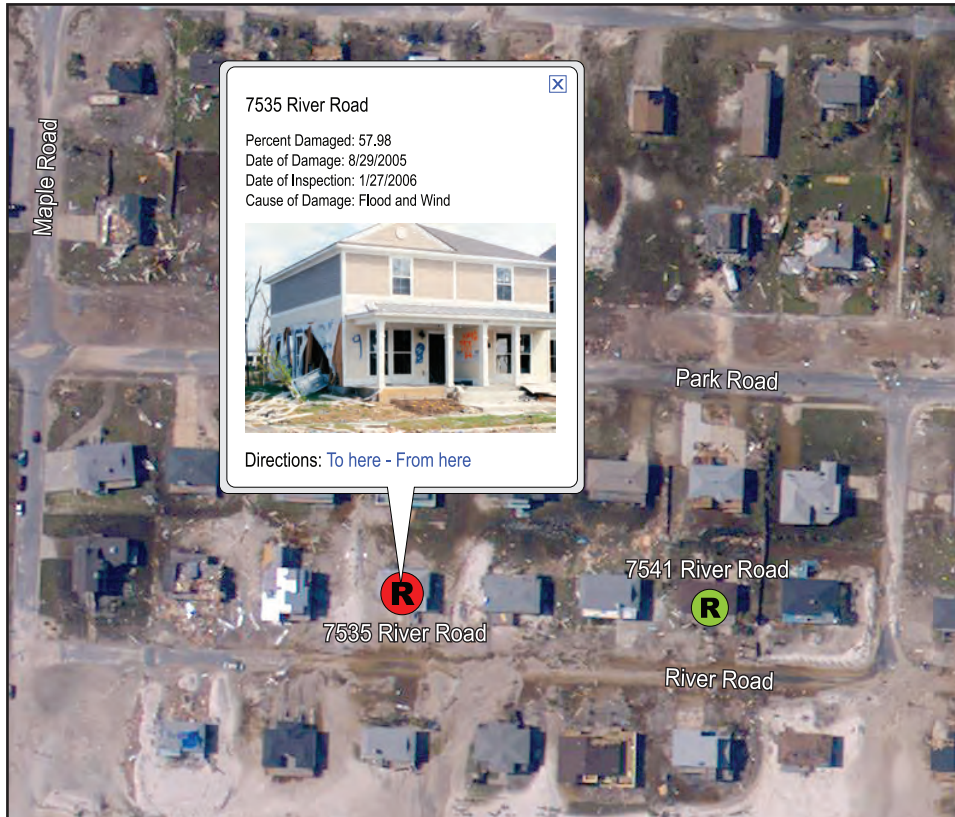 Maple Road
7535 River Road
Percent Damaged: 57.98
Date of Damage: 8/29/2005
Date of Inspection: 1/27/2006
Cause of Damage: Flood and Wind
9
Directions: To here - From here
Park Road
7541 River Road
R
R
7535 River Road
River Road